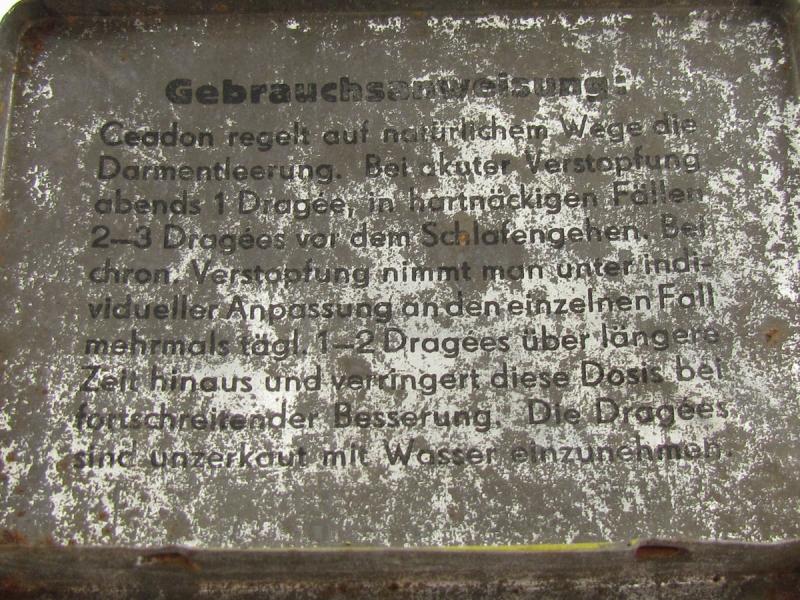 Gebrauchsanweisung:
Ceadon regelt auf natürlichem Wege die
Darmentleerung. Bei akuter Verstopfung
abends 1 Dragée, in hartnäckigen Fällen
2–3 Dragées vor dem Schlafengehen. Bei
chron. Verstopfung nimmt man unter indi-
vidueller Anpassung an den einzelnen Fall
mehrmals tägl. 1–2 Dragées über längere
Zeit hinaus und verringert diese Dosis bei
fortschreitender Besserung. Die Dragées
sind unzerkaut mit Wasser einzunehmen.